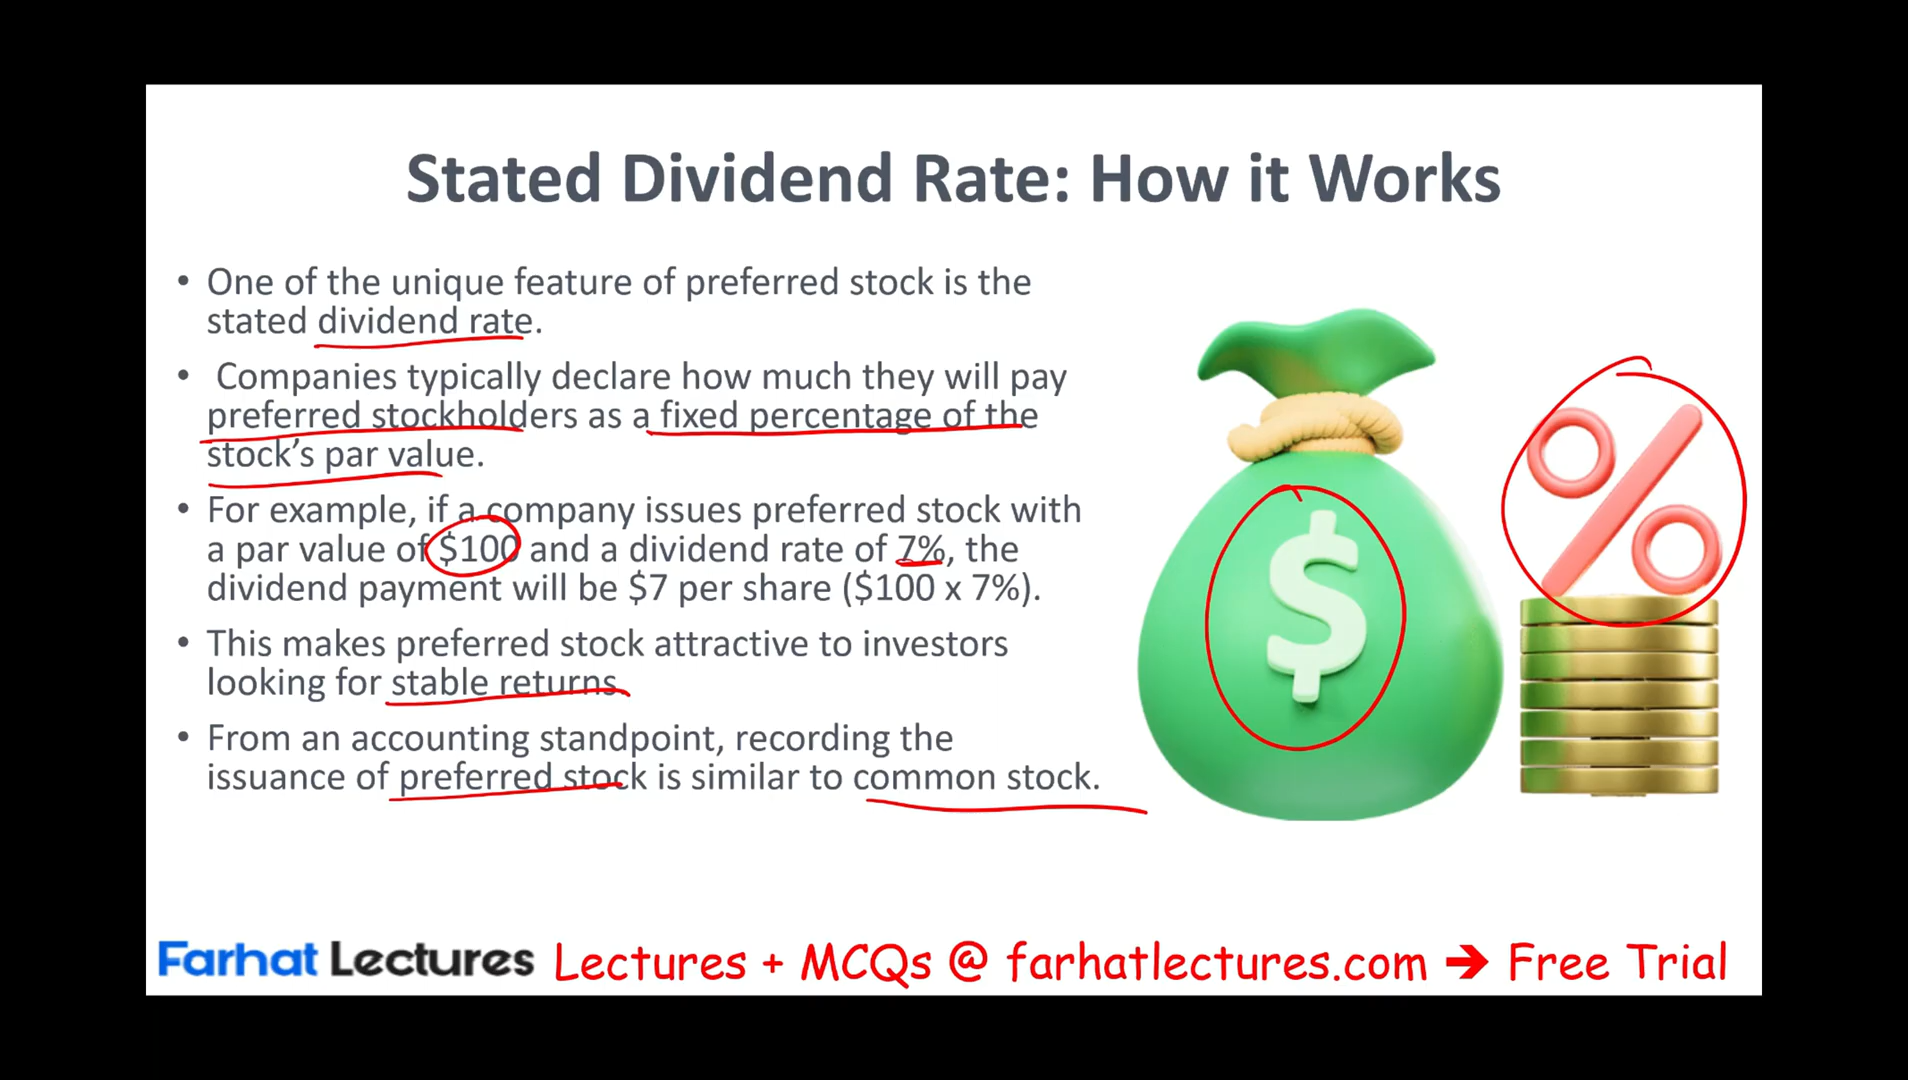 Stated Dividend Rate: How it Works
• One of the unique feature of preferred stock is the
stated dividend rate.
• Companies typically declare how much they will pay
preferred stockholders as a fixed percentage of the
stock’s par value.
• For example, if a company issues preferred stock with
a par value of $100 and a dividend rate of 7%, the
dividend payment will be $7 per share ($100 x 7%).
• This makes preferred stock attractive to investors
looking for stable returns.
• From an accounting standpoint, recording the
issuance of preferred stock is similar to common stock.
$
%
Farhat Lectures Lectures + MCQs @ farhatlectures.com ➔ Free Trial